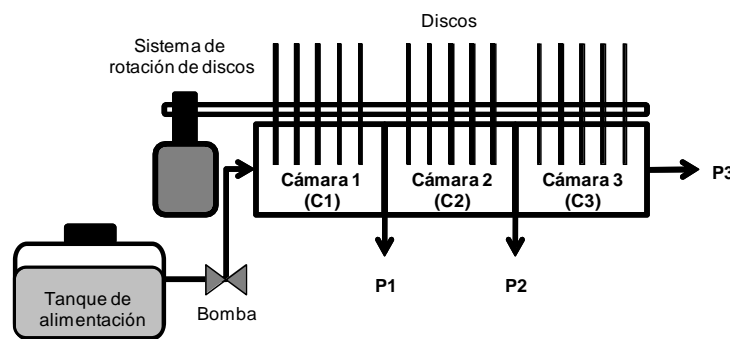 Discos
Sistema de
rotación de discos
Cámara 1
(C1)
Cámara 2
(C2)
Cámara 3
(C3)
P3
P1
P2
Tanque de
alimentación
Bomba